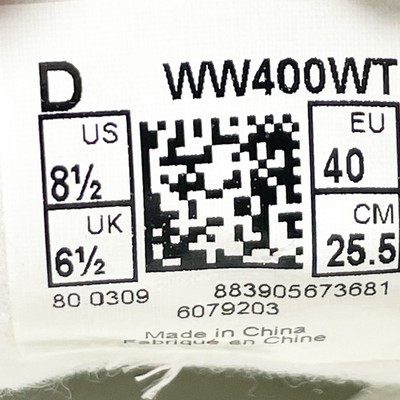 D WW400WT
US 8½ EU 40
UK 6½ CM 25.5
80 0309 883905673681
6079203
Made in China
Fabriqué en Chine